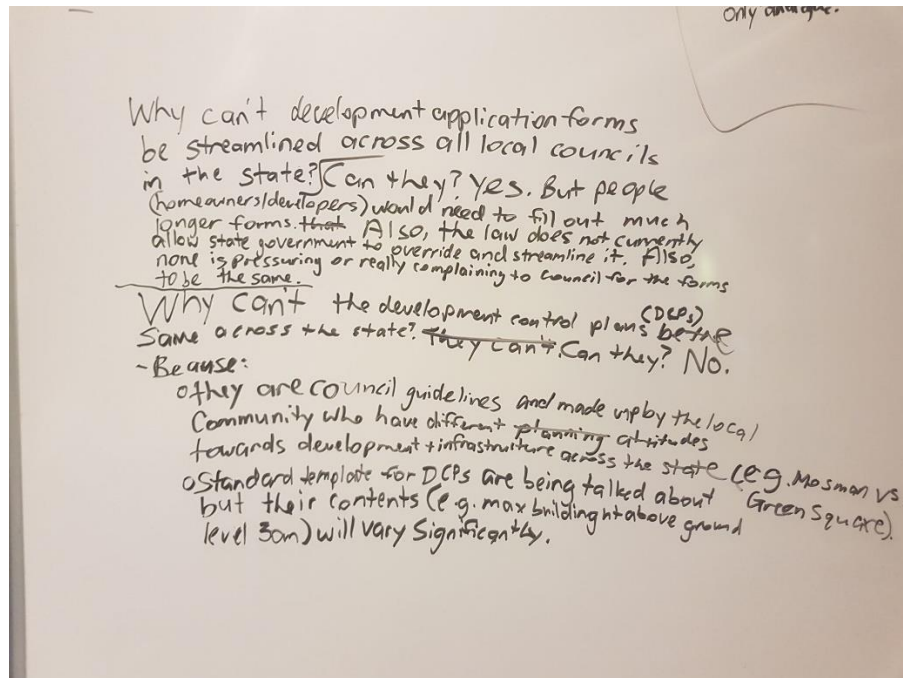 only analogue.
Why can't development application forms
be streamlined across all local councils
in the state? Can they? Yes. But people
(homeowners/developers) would need to fill out much
longer forms. that Also, the law does not currently
allow state government to override and streamline it. Also,
none is pressuring or really complaining to council for the forms
to be the same.
Why can't the development control plans (DCPs) be the
Same across the state? They can't. Can they? No.
- Beause:
o they are council guidelines and made up by the local
Community who have different planning attitudes
towards development + infrastruture across the state (e.g. Mosman vs
Green Square).
o Standard template for DCPs are being talked about
but their contents (e.g. max building ht above ground
level 30m) will vary Significantly.